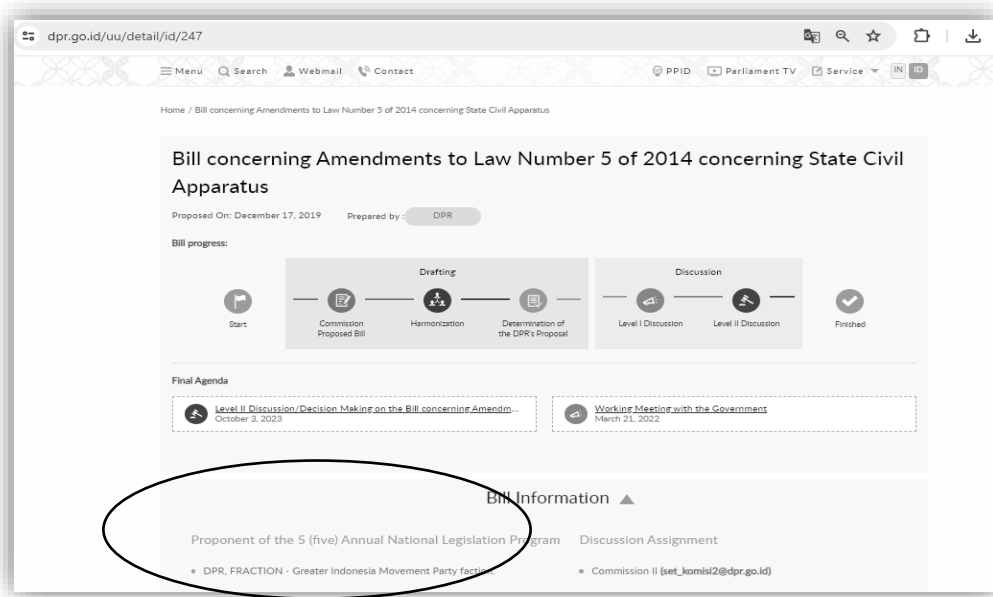 dpr.go.id/uu/detail/id/247
Menu Search Webmail Contact PPID Parliament TV Service IN ID
Home / Bill concerning Amendments to Law Number 5 of 2014 concerning State Civil Apparatus
Bill concerning Amendments to Law Number 5 of 2014 concerning State Civil
Apparatus
Proposed On: December 17, 2019 Prepared by : DPR
Bill progress:
Drafting Discussion
Start Commission Harmonization Determination of Level I Discussion Level II Discussion Finished
Proposed Bill the DPR's Proposal
Final Agenda
Level II Discussion/Decision Making on the Bill concerning Amendm... Working Meeting with the Government
October 3, 2023 March 21, 2022
Bill Information
Proponent of the 5 (five) Annual National Legislation Program Discussion Assignment
• DPR, FRACTION - Greater Indonesia Movement Party faction. • Commission II (set_komisi2@dpr.go.id)